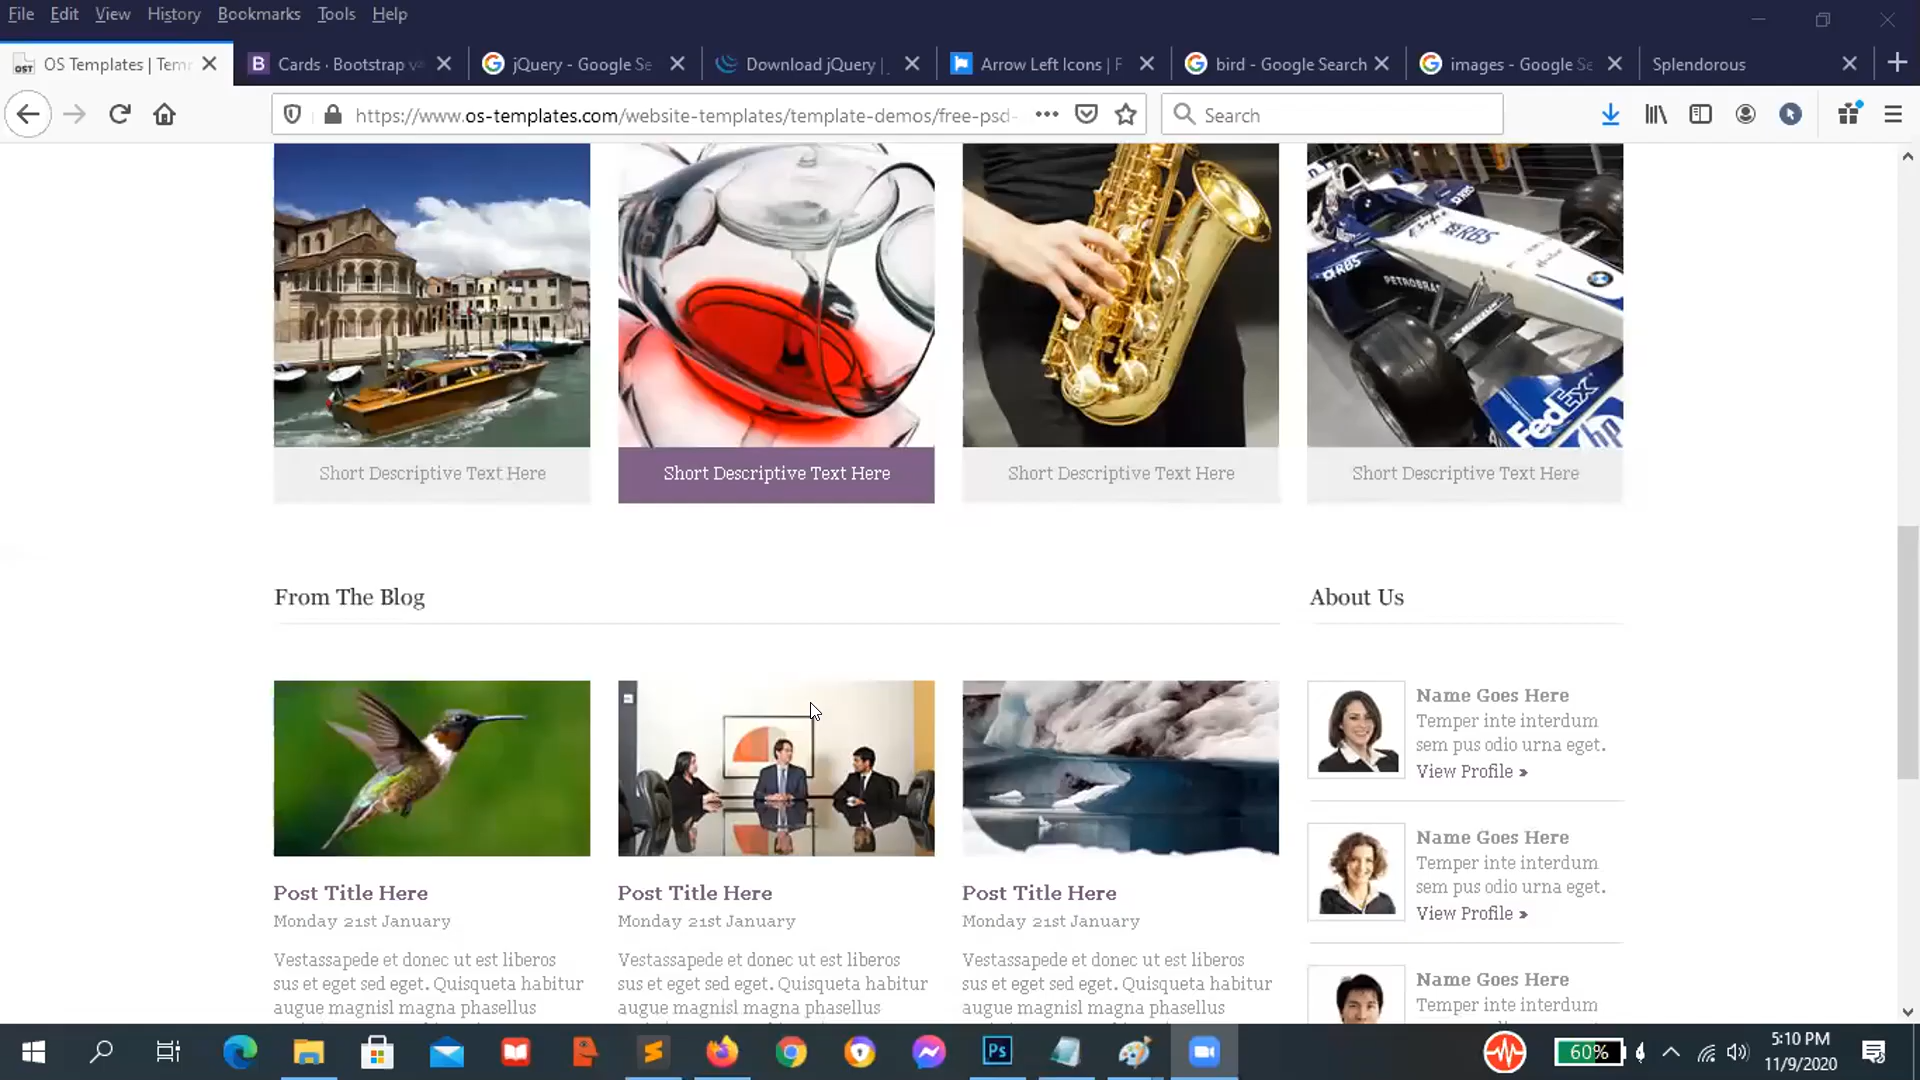 File Edit View History Bookmarks Tools Help
OS Templates | Tem
Cards · Bootstrap v
jQuery - Google Se
Download jQuery |
Arrow Left Icons | F
bird - Google Search
images - Google Se
Splendorous
https://www.os-templates.com/website-templates/template-demos/free-psd-
Search
RBS
RBS
PETROBRA
FedEx
hp
Short Descriptive Text Here
Short Descriptive Text Here
Short Descriptive Text Here
Short Descriptive Text Here
From The Blog
About Us
Name Goes Here
Temper inte interdum
sem pus odio urna eget.
View Profile »
Name Goes Here
Temper inte interdum
sem pus odio urna eget.
View Profile »
Name Goes Here
Temper inte interdum
Post Title Here
Monday 21st January
Vestassapede et donec ut est liberos
sus et eget sed eget. Quisqueta habitur
augue magnisl magna phasellus
Post Title Here
Monday 21st January
Vestassapede et donec ut est liberos
sus et eget sed eget. Quisqueta habitur
augue magnisl magna phasellus
Post Title Here
Monday 21st January
Vestassapede et donec ut est liberos
sus et eget sed eget. Quisqueta habitur
augue magnisl magna phasellus
Ps
60%
5:10 PM
11/9/2020